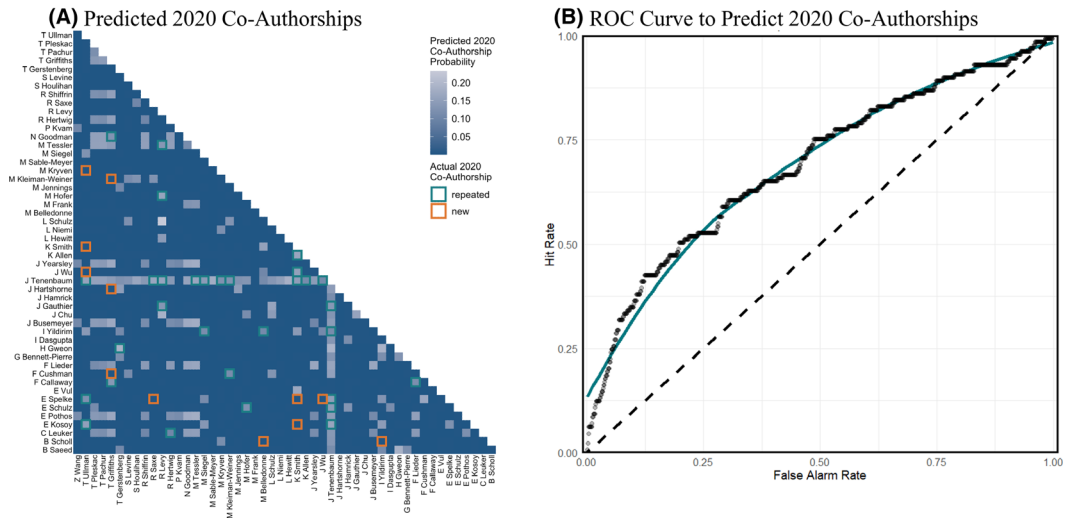 (A) Predicted 2020 Co-Authorships
T Ullman
T Pleskac
T Pachur
T Griffiths
T Gerstenberg
S Levine
S Houlihan
R Shiffrin
R Saxe
R Levy
R Hertwig
P Kvam
N Goodman
M Tessler
M Siegel
M Sable-Meyer
M Kryven
M Kleiman-Weiner
M Jennings
M Hofer
M Frank
M Belledonne
L Schulz
L Niemi
L Hewitt
K Smith
K Allen
J Yearsley
J Wu
J Tenenbaum
J Hartshorne
J Hamrick
J Gauthier
J Chu
J Busemeyer
I Yildirim
I Dasgupta
H Gweon
G Bennett-Pierre
F Lieder
F Cushman
F Callaway
E Vul
E Spelke
E Schulz
E Pothos
E Kosoy
C Leuker
B Scholl
B Saeed
Z Wang
T Ullman
T Pleskac
T Pachur
T Griffiths
T Gerstenberg
S Levine
S Houlihan
R Shiffrin
R Saxe
R Levy
R Hertwig
P Kvam
N Goodman
M Tessler
M Siegel
M Sable-Meyer
M Kryven
M Kleiman-Weiner
M Jennings
M Hofer
M Frank
M Belledonne
L Schulz
L Niemi
L Hewitt
K Smith
K Allen
J Yearsley
J Wu
J Tenenbaum
J Hartshorne
J Hamrick
J Gauthier
J Chu
J Busemeyer
I Yildirim
I Dasgupta
H Gweon
G Bennett-Pierre
F Lieder
F Cushman
F Callaway
E Vul
E Spelke
E Schulz
E Pothos
E Kosoy
C Leuker
B Scholl
Predicted 2020
Co-Authorship
Probability
0.20
0.15
0.10
0.05
Actual 2020
Co-Authorship
repeated
new
(B) ROC Curve to Predict 2020 Co-Authorships
1.00
0.75
0.50
0.25
0.00
Hit Rate
0.00
0.25
0.50
0.75
1.00
False Alarm Rate